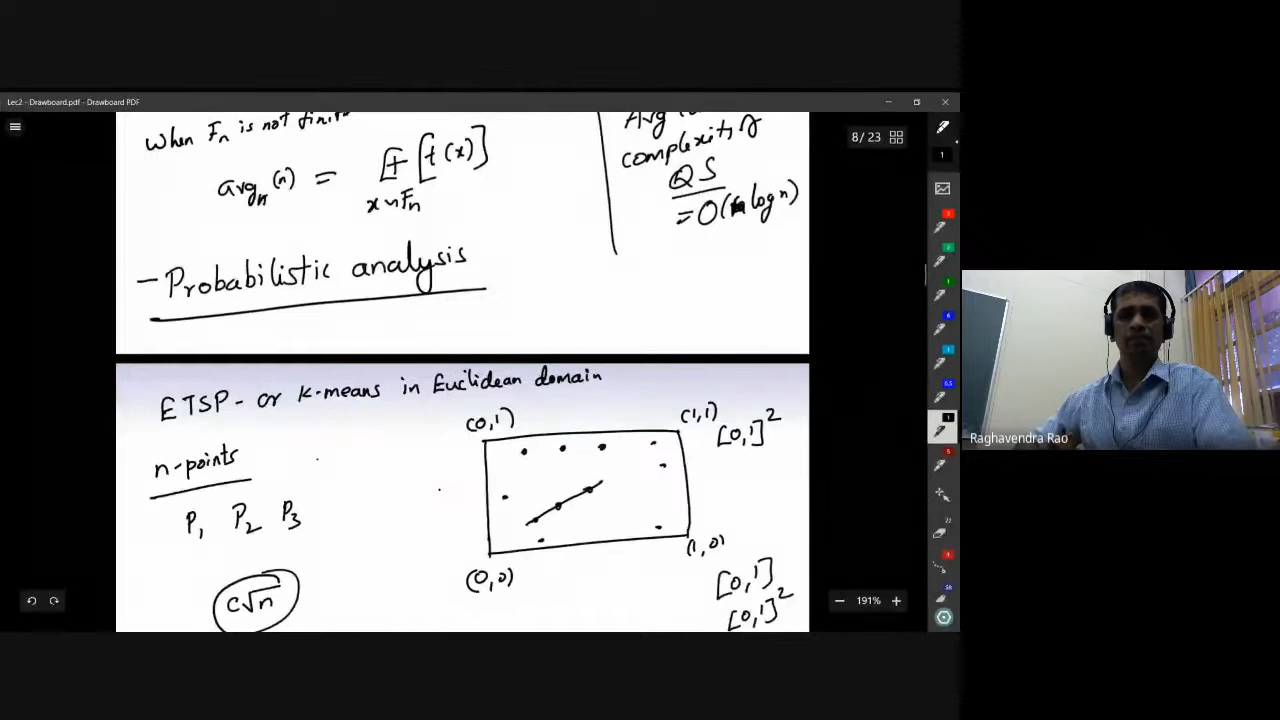 Lec2 - Drawboard.pdf - Drawboard PDF
8 / 23
when Fn is not finite
avg_n (n) = E [t(x)]
x~Fn
complexity of
QS
= O(n log n)
- Probabilistic analysis
ETSP- or K-means in Euclidean domain
n-points
P1 P2 P3
c√n
(0,1)
(1,1)
[0,1]²
(0,0)
(1,0)
[0,1]
[0,1]²
191%
Raghavendra Rao